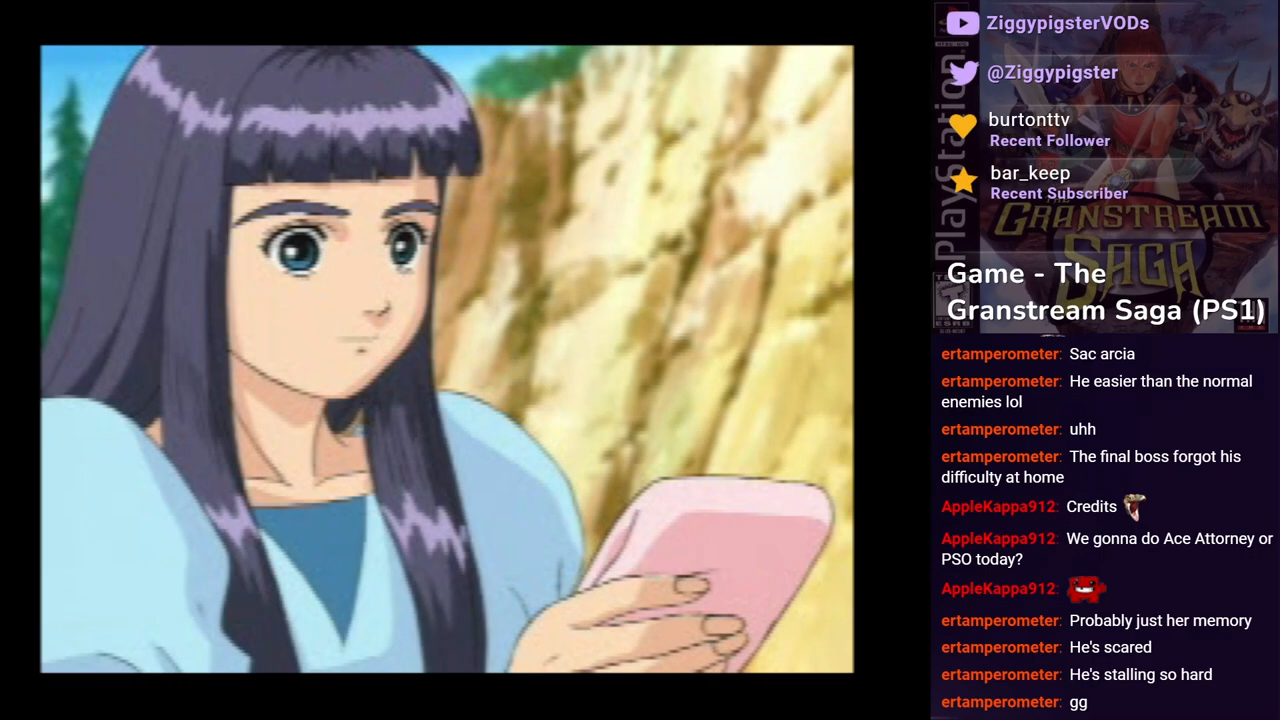 ZiggypigsterVODs
@Ziggypigster
burtonttv
Recent Follower
bar_keep
Recent Subscriber
PlayStation
THE
GRANSTREAM
SAGA
Game - The
Granstream Saga (PS1)
ertamperometer: Sac arcia
ertamperometer: He easier than the normal
enemies lol
ertamperometer: uhh
ertamperometer: The final boss forgot his
difficulty at home
AppleKappa912: Credits
AppleKappa912: We gonna do Ace Attorney or
PSO today?
AppleKappa912:
ertamperometer: Probably just her memory
ertamperometer: He's scared
ertamperometer: He's stalling so hard
ertamperometer: gg